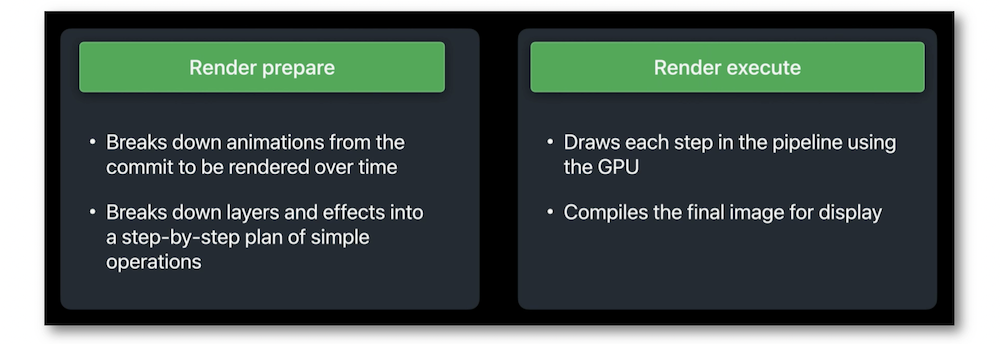 Render prepare
• Breaks down animations from the
commit to be rendered over time
• Breaks down layers and effects into
a step-by-step plan of simple
operations
Render execute
• Draws each step in the pipeline using
the GPU
• Compiles the final image for display